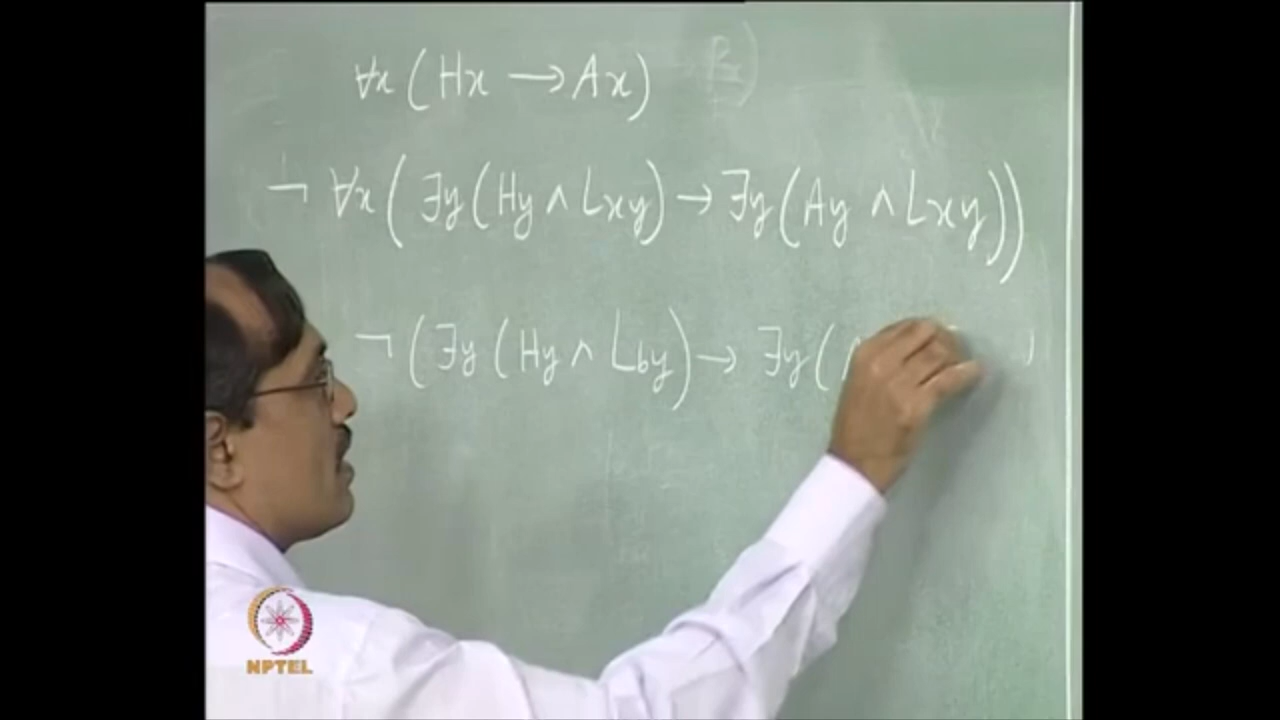 ∀x(Hx → Ax)
¬ ∀x(∃y(Hy ∧ Lxy) → ∃y(Ay ∧ Lxy))
¬(∃y(Hy ∧ Lby) → ∃y(
NPTEL